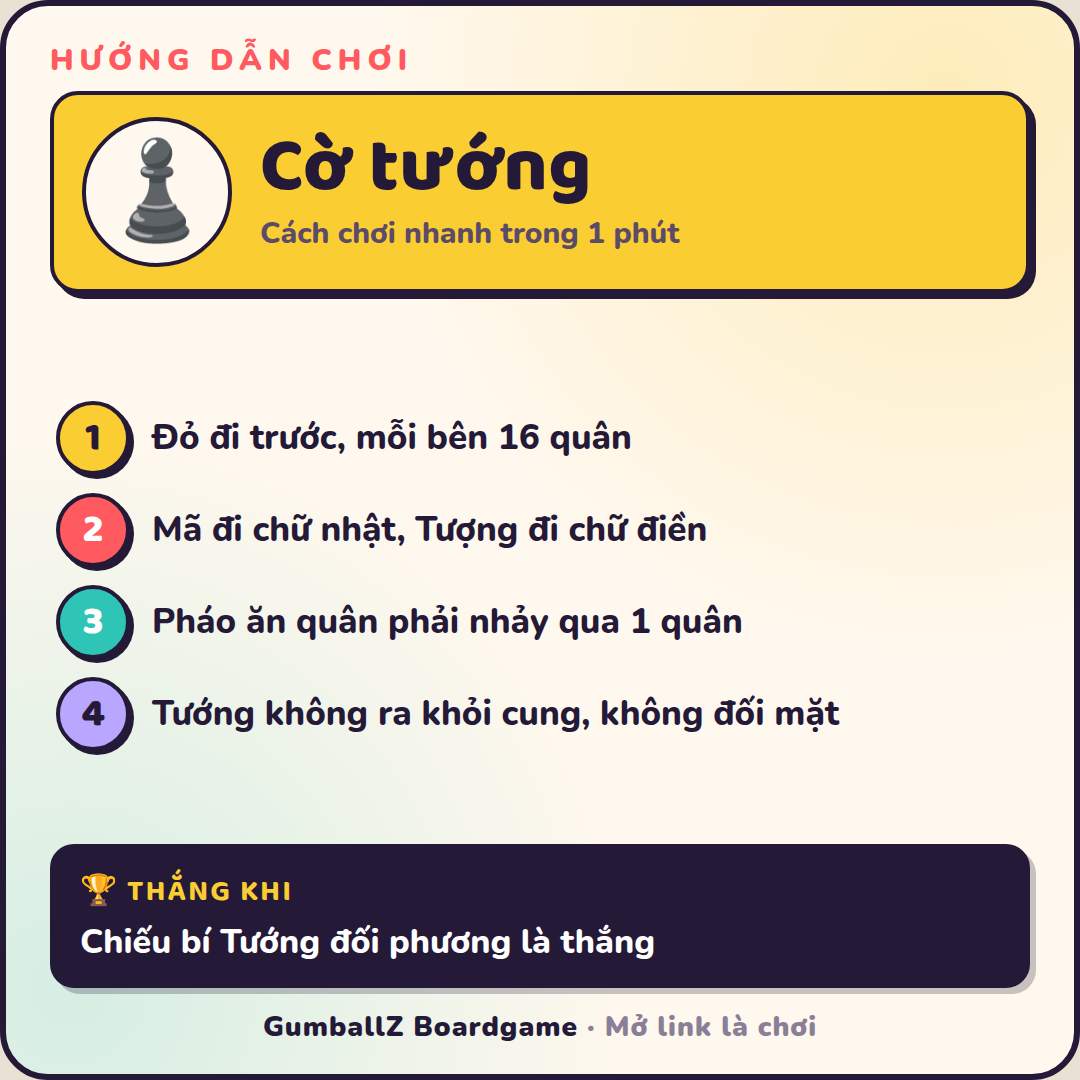 HƯỚNG DẪN CHƠI
Cờ tướng
Cách chơi nhanh trong 1 phút
1 Đỏ đi trước, mỗi bên 16 quân
2 Mã đi chữ nhật, Tượng đi chữ điền
3 Pháo ăn quân phải nhảy qua 1 quân
4 Tướng không ra khỏi cung, không đối mặt
🏆 THẮNG KHI
Chiếu bí Tướng đối phương là thắng
GumballZ Boardgame · Mở link là chơi